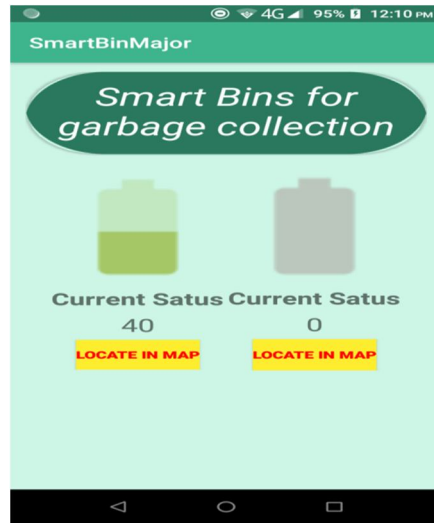 4G 95% 12:10 PM
SmartBinMajor
Smart Bins for
garbage collection
Current Satus Current Satus
40 0
LOCATE IN MAP LOCATE IN MAP